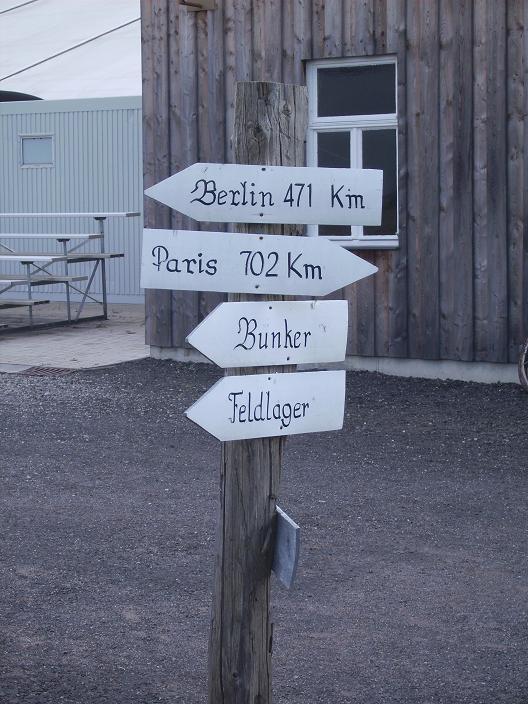 Berlin 471 Km
Paris 702 Km
Bunker
Feldlager